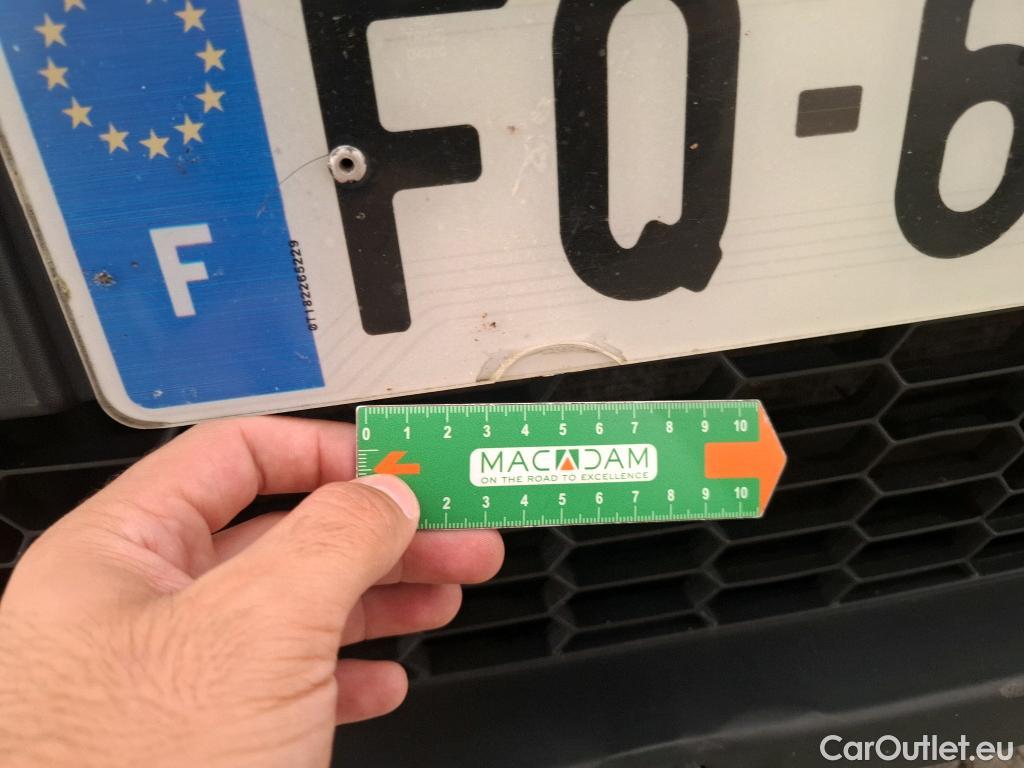 FQ-6
F
0T182265229
0 1 2 3 4 5 6 7 8 9 10
MACADAM
ON THE ROAD TO EXCELLENCE
2 3 4 5 6 7 8 9 10
CarOutlet.eu